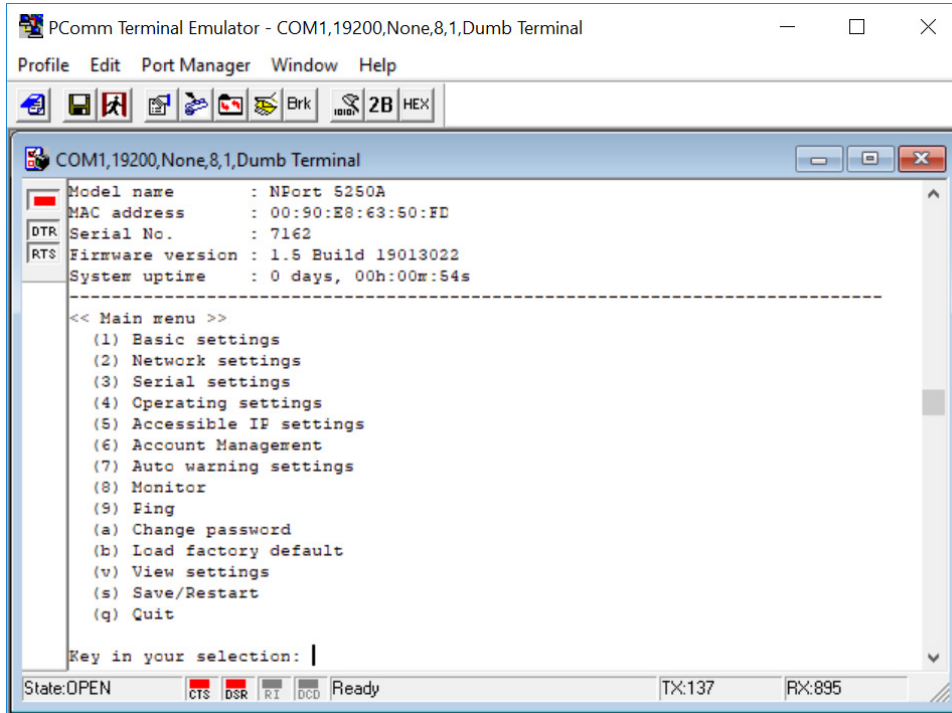 PComm Terminal Emulator - COM1,19200,None,8,1,Dumb Terminal
Profile Edit Port Manager Window Help
Brk 1010 2B HEX
COM1,19200,None,8,1,Dumb Terminal
DTR
RTS
Model name : NPort 5250A
MAC address : 00:90:E8:63:50:FD
Serial No. : 7162
Firmware version : 1.5 Build 19013022
System uptime : 0 days, 00h:00m:54s
-----------------------------------------------------------------------------
<< Main menu >>
(1) Basic settings
(2) Network settings
(3) Serial settings
(4) Operating settings
(5) Accessible IP settings
(6) Account Management
(7) Auto warning settings
(8) Monitor
(9) Ping
(a) Change password
(b) Load factory default
(v) View settings
(s) Save/Restart
(q) Quit
Key in your selection:
State:OPEN CTS DSR RI DCD Ready TX:137 RX:895